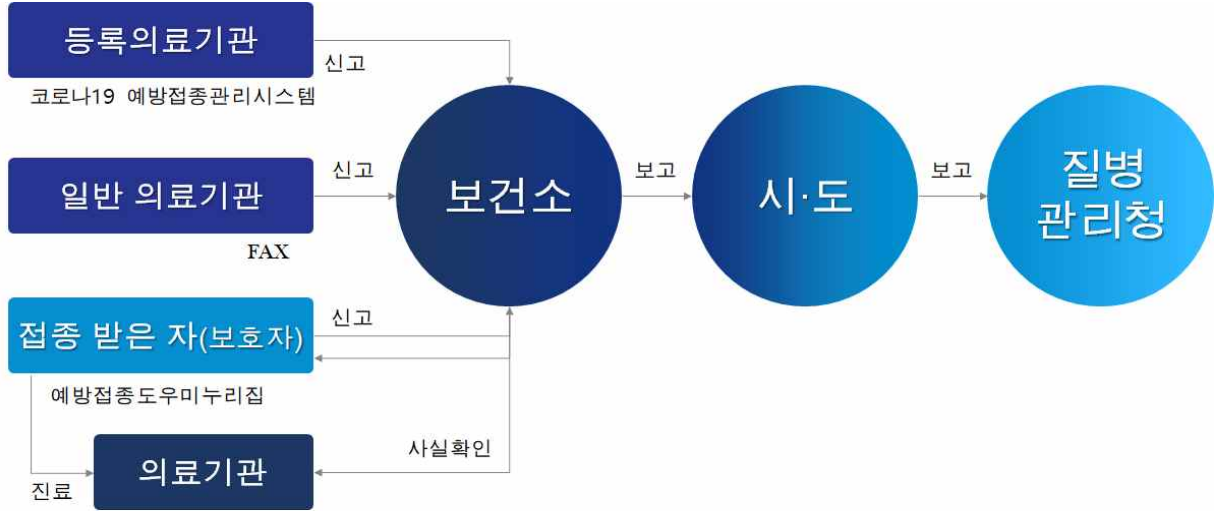 등록의료기관
신고
코로나19 예방접종관리시스템
일반 의료기관
신고
FAX
보건소
보고
시·도
보고
질병
관리청
접종 받은 자(보호자)
신고
예방접종도우미누리집
사실확인
의료기관
진료